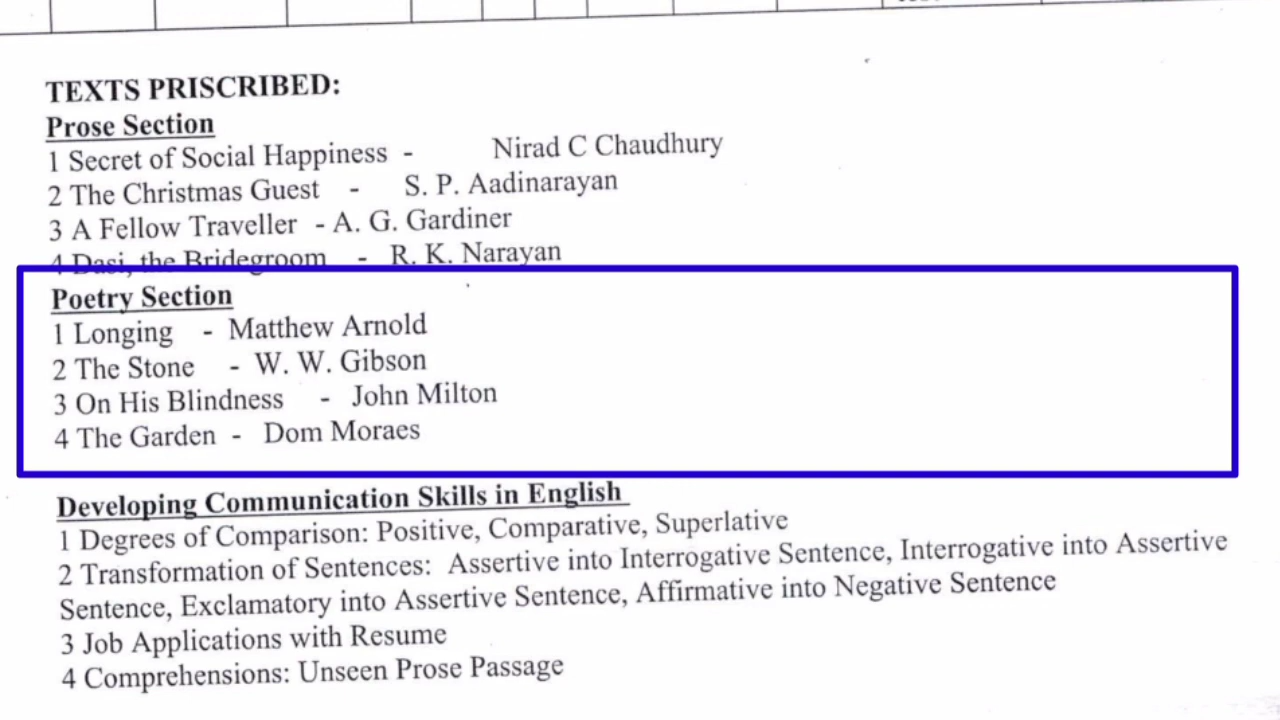 TEXTS PRISCRIBED:
Prose Section
1 Secret of Social Happiness - Nirad C Chaudhury
2 The Christmas Guest - S. P. Aadinarayan
3 A Fellow Traveller - A. G. Gardiner
4 Dasi, the Bridegroom - R. K. Narayan
Poetry Section
1 Longing - Matthew Arnold
2 The Stone - W. W. Gibson
3 On His Blindness - John Milton
4 The Garden - Dom Moraes
Developing Communication Skills in English
1 Degrees of Comparison: Positive, Comparative, Superlative
2 Transformation of Sentences: Assertive into Interrogative Sentence, Interrogative into Assertive
Sentence, Exclamatory into Assertive Sentence, Affirmative into Negative Sentence
3 Job Applications with Resume
4 Comprehensions: Unseen Prose Passage